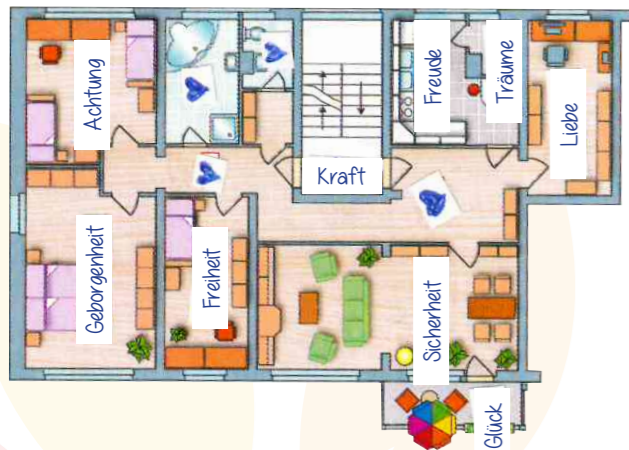 Achtung
Freude
Träume
Liebe
Kraft
Geborgenheit
Freiheit
Sicherheit
Glück